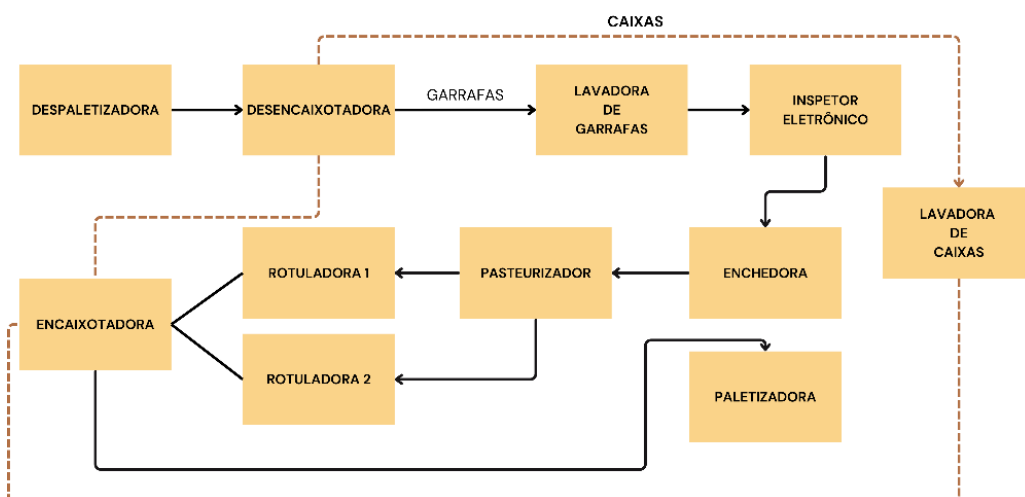 CAIXAS
DESPALETIZADORA
DESENCAIXOTADORA
GARRAFAS
LAVADORA
DE
GARRAFAS
INSPETOR
ELETRÔNICO
LAVADORA
DE
CAIXAS
ROTULADORA 1
PASTEURIZADOR
ENCHEDORA
ENCAIXOTADORA
ROTULADORA 2
PALETIZADORA